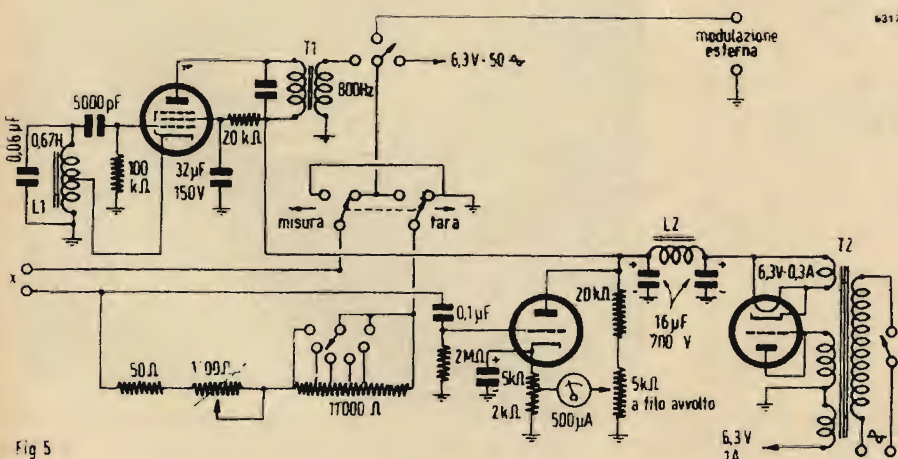 6317
modulazione
esterna
T1
6,3V-50
800Hz
5000pF
20 kΩ
0,06µF
0,67H
100
kΩ
32µF
150V
L1
misura
tara
L2
T2
6,3V-0,3A
X
20kΩ
16µF
700 V
0,1µF
2MΩ
5kΩ
2kΩ
500µA
5kΩ
a filo avvolto
50Ω
11000 Ω
6,3V
1A
Fig 5